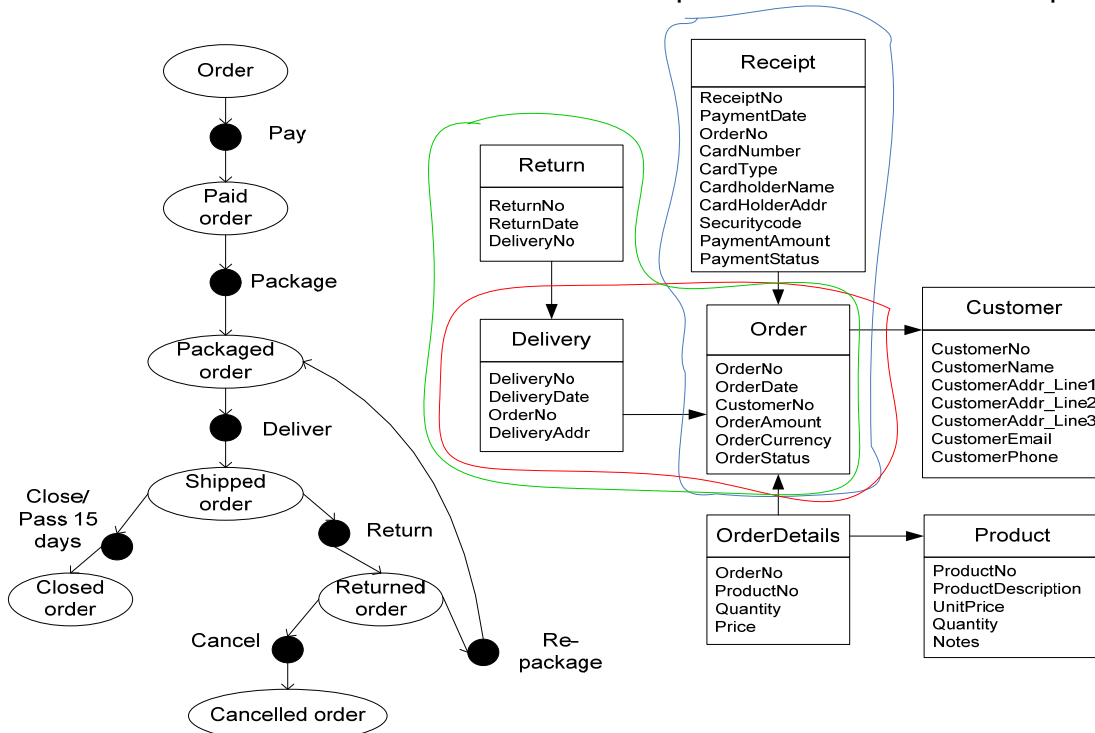 Order
Pay
Paid
order
Package
Packaged
order
Deliver
Shipped
order
Close/
Pass 15
days
Return
Closed
order
Returned
order
Cancel
Re-
package
Cancelled order
Receipt
ReceiptNo
PaymentDate
OrderNo
CardNumber
CardType
CardholderName
CardHolderAddr
Securitycode
PaymentAmount
PaymentStatus
Return
ReturnNo
ReturnDate
DeliveryNo
Delivery
DeliveryNo
DeliveryDate
OrderNo
DeliveryAddr
Order
OrderNo
OrderDate
CustomerNo
OrderAmount
OrderCurrency
OrderStatus
Customer
CustomerNo
CustomerName
CustomerAddr_Line1
CustomerAddr_Line2
CustomerAddr_Line3
CustomerEmail
CustomerPhone
OrderDetails
OrderNo
ProductNo
Quantity
Price
Product
ProductNo
ProductDescription
UnitPrice
Quantity
Notes